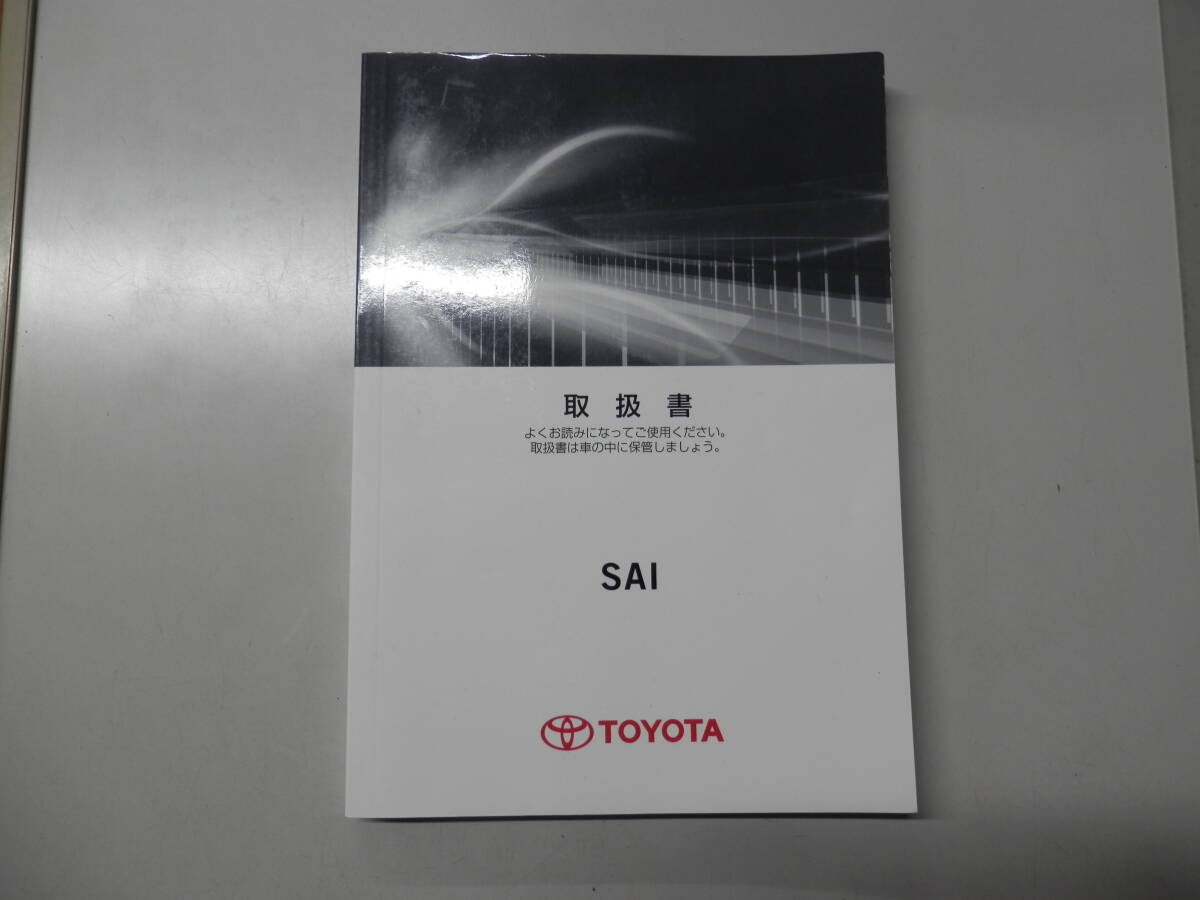 取扱書
よくお読みになってご使用ください。
取扱書は車の中に保管しましょう。
SAI
TOYOTA